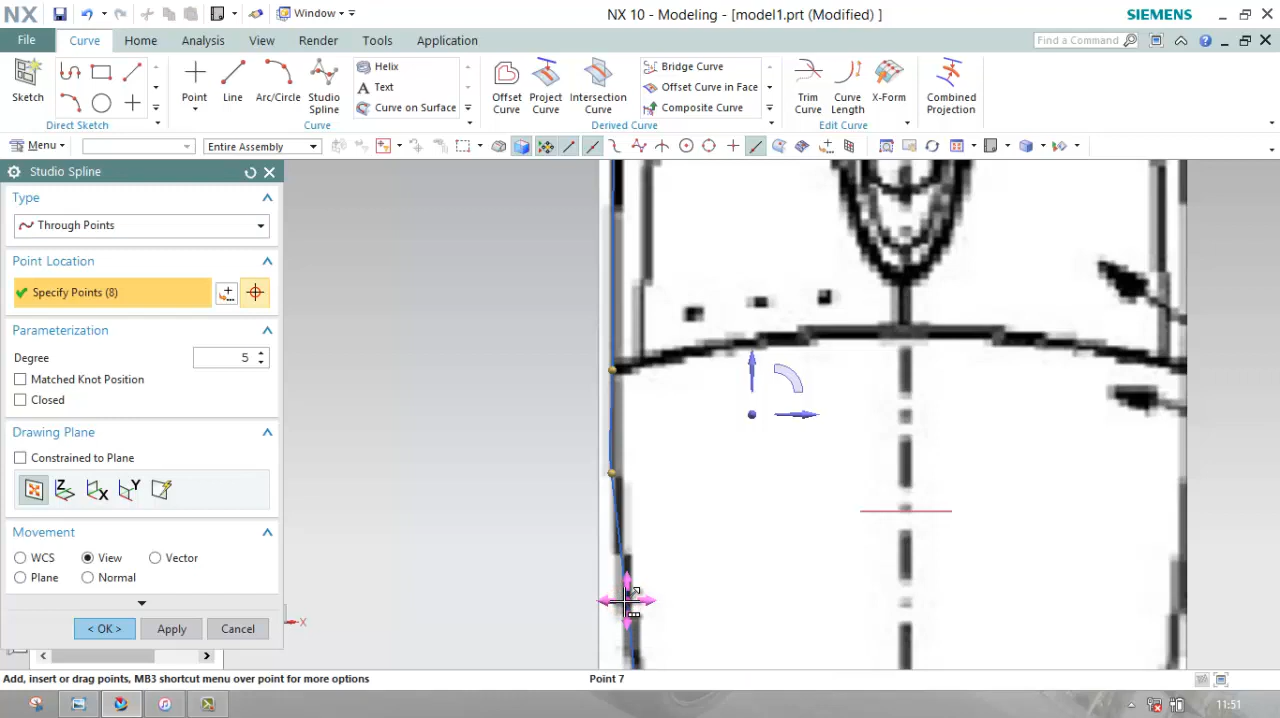 NX
Window
NX 10 - Modeling - [model1.prt (Modified) ]
SIEMENS
File
Curve
Home
Analysis
View
Render
Tools
Application
Find a Command
Sketch
Direct Sketch
Point
Line
Arc/Circle
Studio Spline
Helix
Text
Curve on Surface
Curve
Offset Curve
Project Curve
Intersection Curve
Bridge Curve
Offset Curve in Face
Composite Curve
Derived Curve
Trim Curve
Curve Length
X-Form
Edit Curve
Combined Projection
Menu
Entire Assembly
Studio Spline
Type
Through Points
Point Location
Specify Points (8)
Parameterization
Degree
5
Matched Knot Position
Closed
Drawing Plane
Constrained to Plane
Z
X
Y
Movement
WCS
View
Vector
Plane
Normal
< OK >
Apply
Cancel
X
Add, insert or drag points, MB3 shortcut menu over point for more options
Point 7
11:51